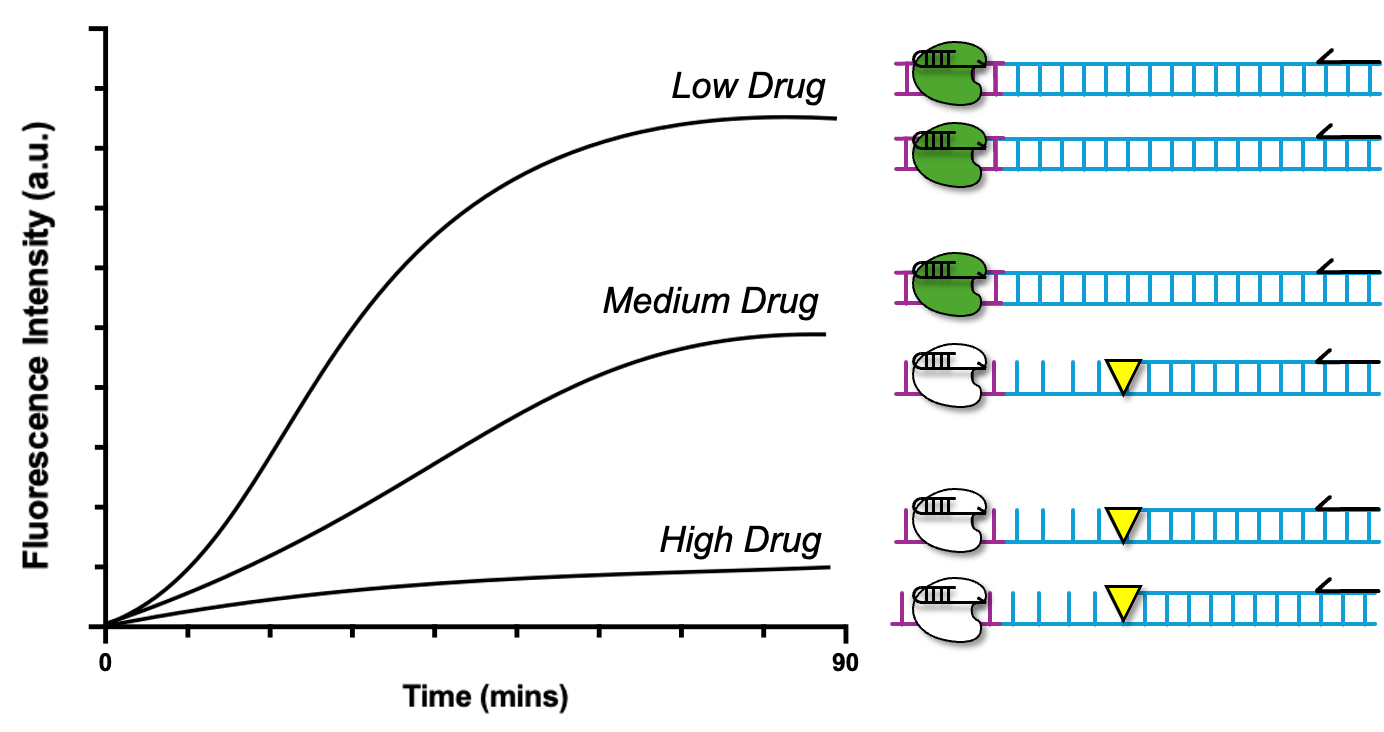 Fluorescence Intensity (a.u.)
Low Drug
Medium Drug
High Drug
0
90
Time (mins)